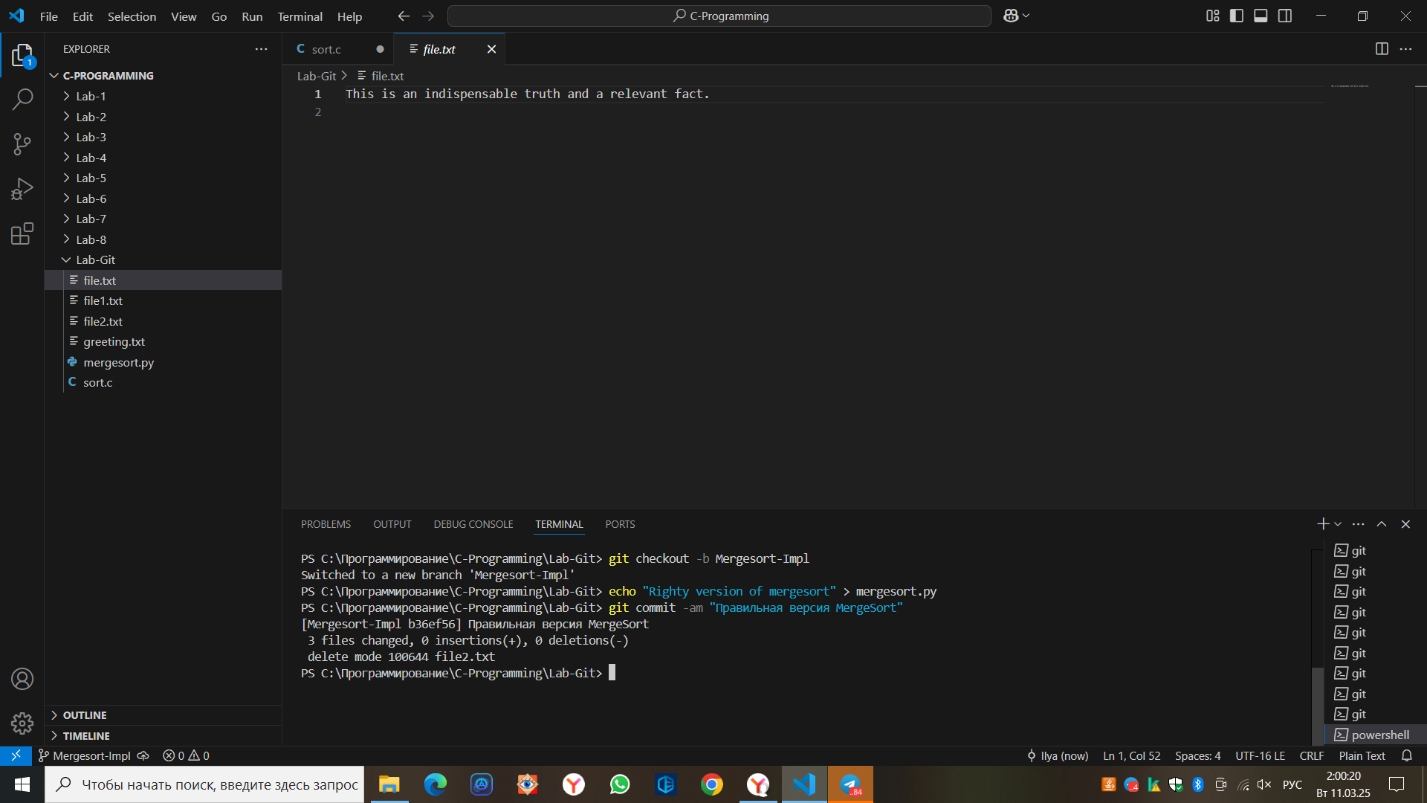 File Edit Selection View Go Run Terminal Help
C-Programming
EXPLORER
1
C-PROGRAMMING
Lab-1
Lab-2
Lab-3
Lab-4
Lab-5
Lab-6
Lab-7
Lab-8
Lab-Git
file.txt
file1.txt
file2.txt
greeting.txt
mergesort.py
C sort.c
OUTLINE
TIMELINE
C sort.c
file.txt
Lab-Git > file.txt
1 This is an indispensable truth and a relevant fact.
2
PROBLEMS OUTPUT DEBUG CONSOLE TERMINAL PORTS
PS C:\Программирование\C-Programming\Lab-Git> git checkout -b Mergesort-Impl
Switched to a new branch 'Mergesort-Impl'
PS C:\Программирование\C-Programming\Lab-Git> echo "Righty version of mergesort" > mergesort.py
PS C:\Программирование\C-Programming\Lab-Git> git commit -am "Правильная версия MergeSort"
[Mergesort-Impl b36ef56] Правильная версия MergeSort
3 files changed, 0 insertions(+), 0 deletions(-)
delete mode 100644 file2.txt
PS C:\Программирование\C-Programming\Lab-Git>
git
git
git
git
git
git
git
git
git
powershell
Mergesort-Impl 0 0
Ilya (now) Ln 1, Col 52 Spaces: 4 UTF-16 LE CRLF Plain Text
Чтобы начать поиск, введите здесь запрос
84
РУС
2:00:20
Вт 11.03.25